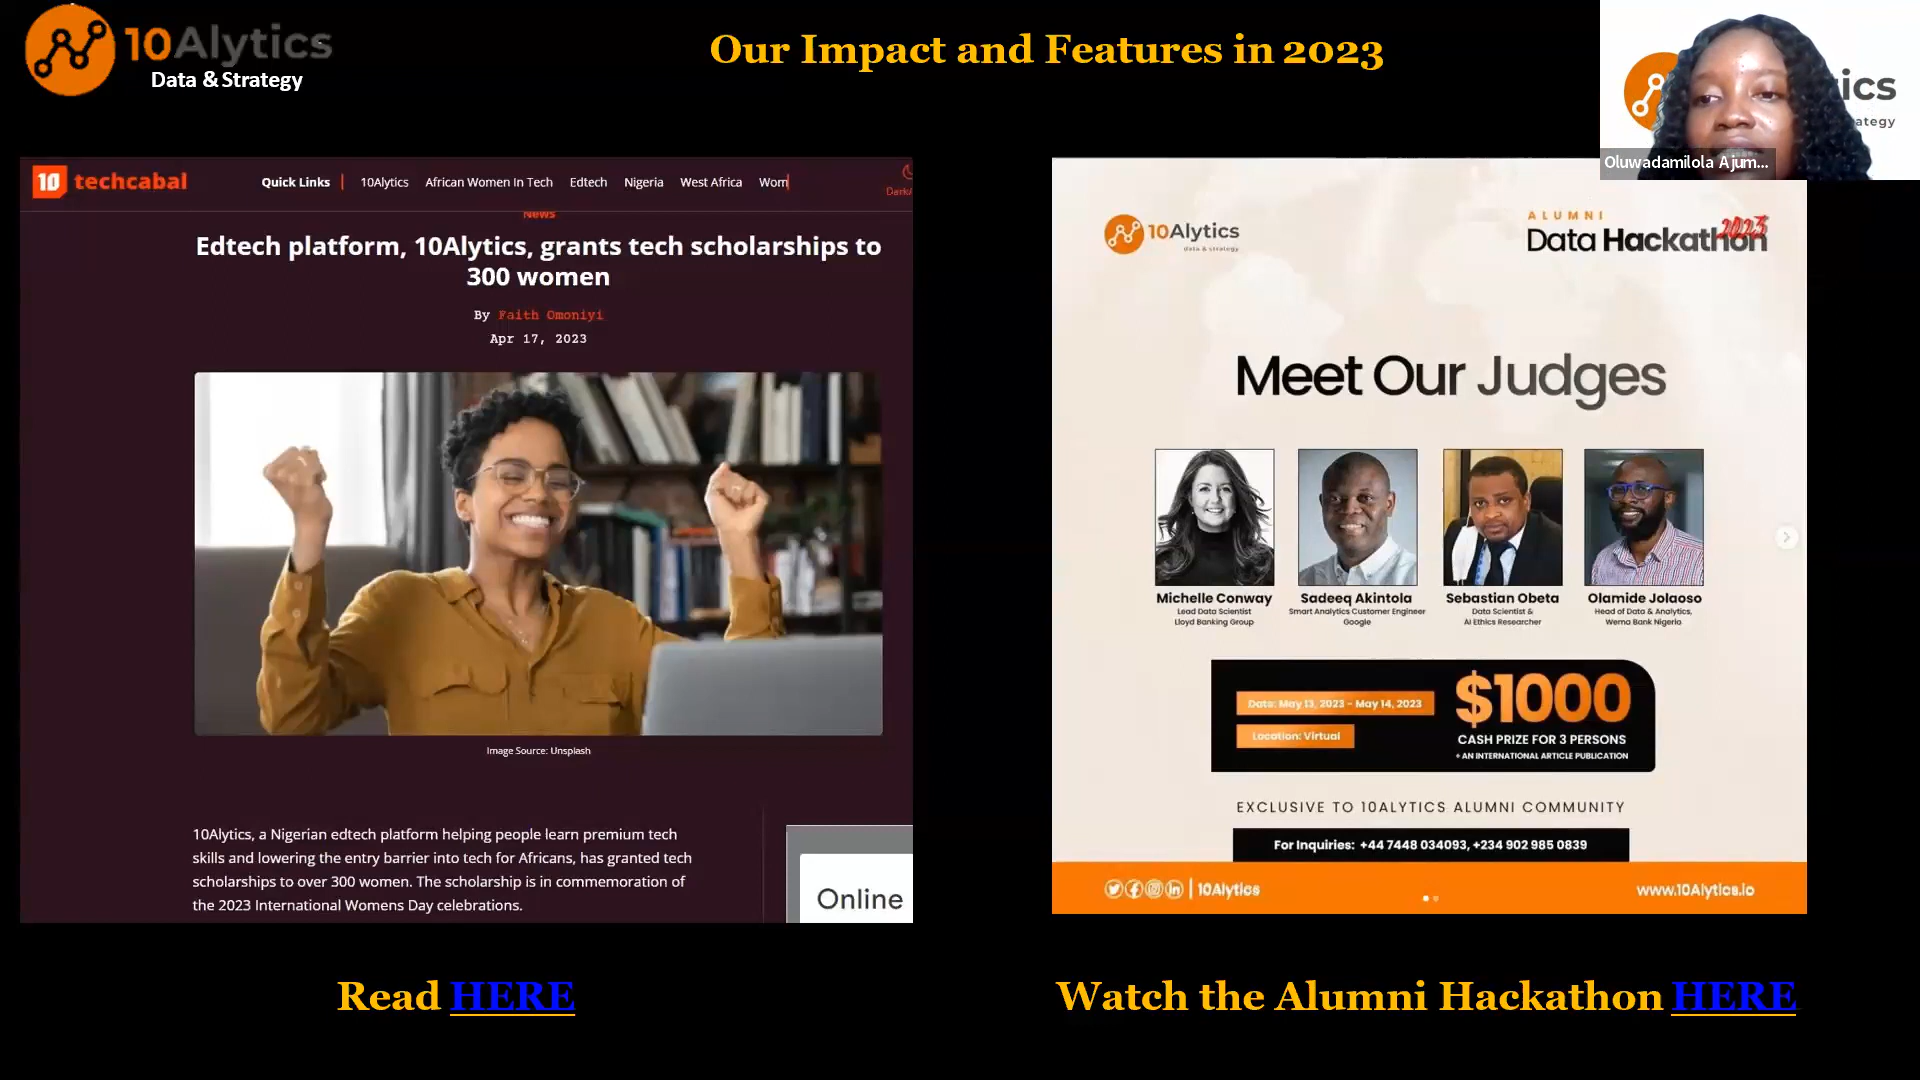 10Alytics
Data & Strategy
Our Impact and Features in 2023
ics
ategy
Oluwadamilola Ajum...
10 techcabal
Quick Links | 10Alytics African Women In Tech Edtech Nigeria West Africa Wom
News
Edtech platform, 10Alytics, grants tech scholarships to
300 women
By Faith Omoniyi
Apr 17, 2023
Image Source: Unsplash
10Alytics, a Nigerian edtech platform helping people learn premium tech
skills and lowering the entry barrier into tech for Africans, has granted tech
scholarships to over 300 women. The scholarship is in commemoration of
the 2023 International Womens Day celebrations.
Online
Read HERE
10Alytics
data & strategy
ALUMNI
2023
Data Hackathon
Meet Our Judges
Michelle Conway
Lead Data Scientist
Lloyd Banking Group
Sadeeq Akintola
Smart Analytics Customer Engineer
Google
Sebastian Obeta
Data Scientist &
AI Ethics Researcher
Olamide Jolaoso
Head of Data & Analytics,
Wema Bank Nigeria
Date: May 13, 2023 - May 14, 2023
Location: Virtual
$1000
CASH PRIZE FOR 3 PERSONS
+ AN INTERNATIONAL ARTICLE PUBLICATION
EXCLUSIVE TO 10ALYTICS ALUMNI COMMUNITY
For Inquiries: +44 7448 034093, +234 902 985 0839
| 10Alytics
www.10Alytics.io
Watch the Alumni Hackathon HERE